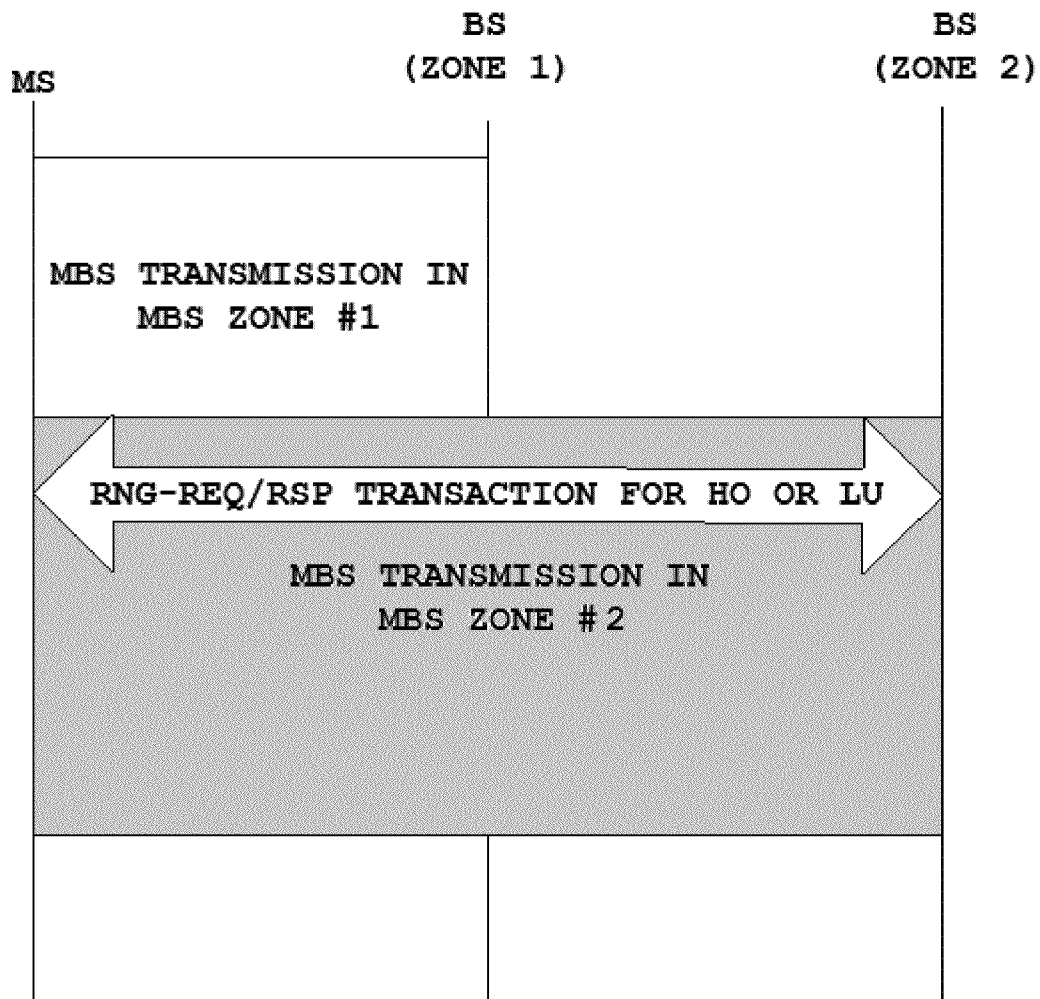 BS
(ZONE 1)
BS
(ZONE 2)
MS
MBS TRANSMISSION IN
MBS ZONE #1
RNG-REQ/RSP TRANSACTION FOR HO OR LU
MBS TRANSMISSION IN
MBS ZONE #2